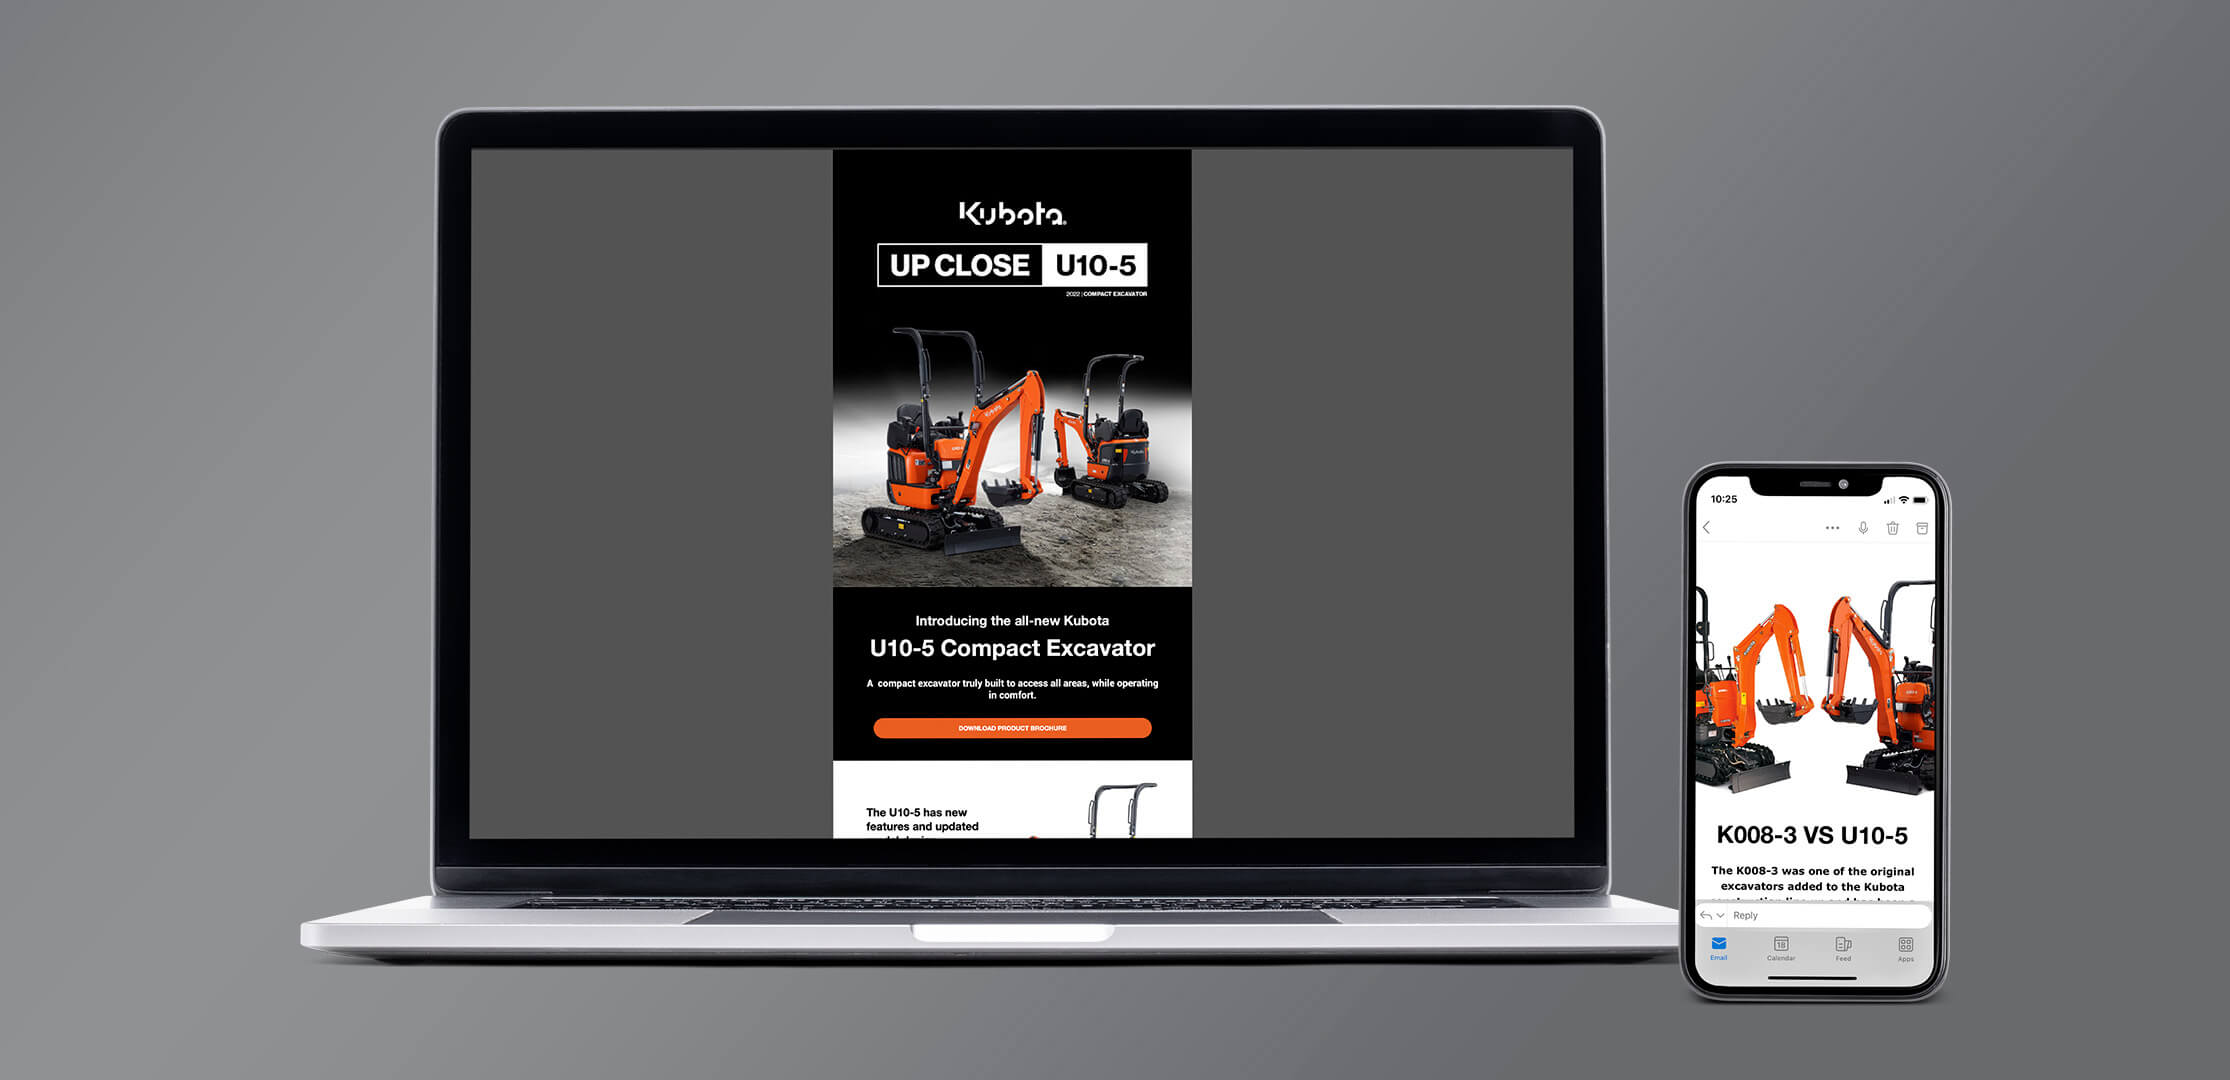 Kubota
UP CLOSE U10-5
2022 | COMPACT EXCAVATOR
Introducing the all-new Kubota
U10-5 Compact Excavator
A compact excavator truly built to access all areas, while operating
in comfort.
DOWNLOAD PRODUCT BROCHURE
The U10-5 has new
features and updated
10:25
K008-3 VS U10-5
The K008-3 was one of the original
excavators added to the Kubota
Reply
18
Email Calendar Feed Apps